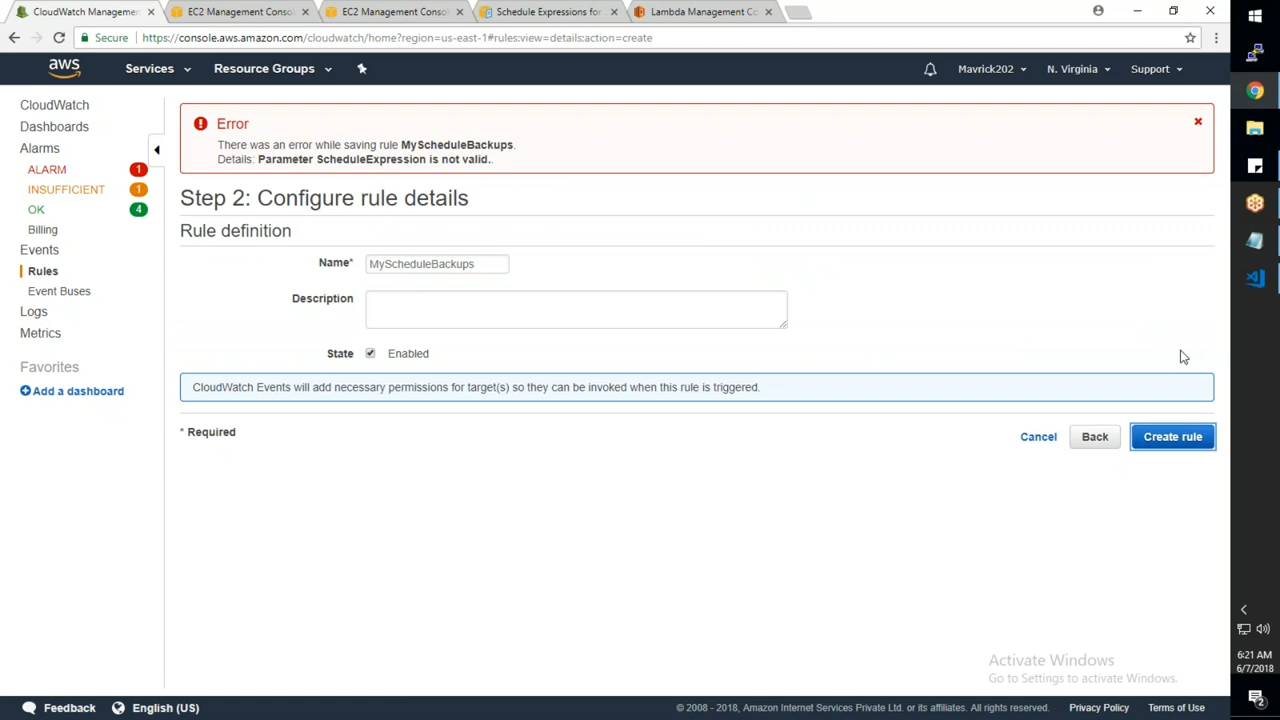 CloudWatch Managemen
EC2 Management Consol
EC2 Management Consol
Schedule Expressions for
Lambda Management Co
Secure
https://console.aws.amazon.com/cloudwatch/home?region=us-east-1#rules:view=details;action=create
aws
Services
Resource Groups
Mavrick202
N. Virginia
Support
CloudWatch
Dashboards
Alarms
ALARM 1
INSUFFICIENT 1
OK 4
Billing
Events
Rules
Event Buses
Logs
Metrics
Favorites
Add a dashboard
Error
There was an error while saving rule MyScheduleBackups.
Details: Parameter ScheduleExpression is not valid..
Step 2: Configure rule details
Rule definition
Name* MyScheduleBackups
Description
State Enabled
CloudWatch Events will add necessary permissions for target(s) so they can be invoked when this rule is triggered.
* Required
Cancel
Back
Create rule
Activate Windows
Go to Settings to activate Windows.
6:21 AM
6/7/2018
2
Feedback
English (US)
© 2008 - 2018, Amazon Internet Services Private Ltd. or its affiliates. All rights reserved.
Privacy Policy
Terms of Use